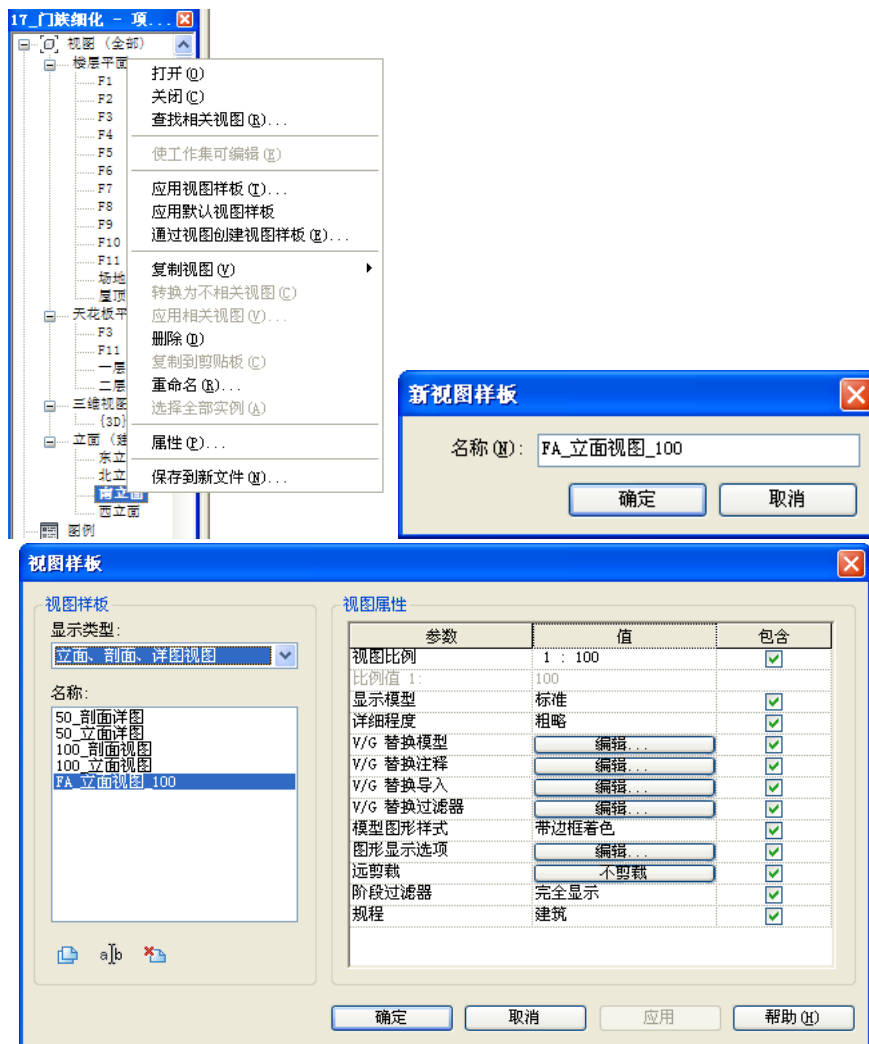 17_门族细化 - 项...
视图 (全部)
楼层平面
F1
F2
F3
F4
F5
F6
F7
F8
F9
F10
F11
场地
屋顶
天花板平
F3
F11
一层
二层
三维视图
{3D}
立面 (建
东立
北立
南立面
西立面
图例
打开(O)
关闭(C)
查找相关视图(R)...
使工作集可编辑(E)
应用视图样板(T)...
应用默认视图样板
通过视图创建视图样板(E)...
复制视图(V)
转换为不相关视图(C)
应用相关视图(V)...
删除(D)
复制到剪贴板(C)
重命名(R)...
选择全部实例(A)
属性(P)...
保存到新文件(N)...
新视图样板
名称(N): FA_立面视图_100
确定 取消
视图样板
视图样板
显示类型:
立面、剖面、详图视图
名称:
50_剖面详图
50_立面详图
100_剖面视图
100_立面视图
FA_立面视图_100
a b
视图属性
参数 值 包含
视图比例 1 : 100
比例值 1: 100
显示模型 标准
详细程度 粗略
V/G 替换模型 编辑...
V/G 替换注释 编辑...
V/G 替换导入 编辑...
V/G 替换过滤器 编辑...
模型图形样式 带边框着色
图形显示选项 编辑...
远剪裁 不剪裁
阶段过滤器 完全显示
规程 建筑
确定 取消 应用 帮助(H)